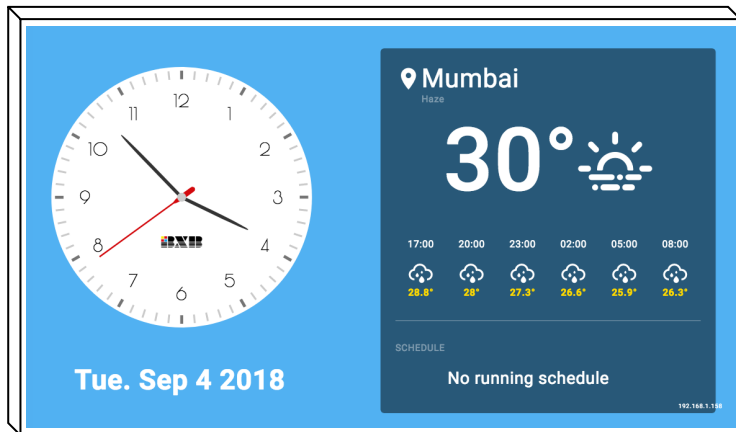 12
1
2
3
4
5
6
7
8
9
10
11
BXB
Tue. Sep 4 2018
Mumbai
Haze
30°
17:00 20:00 23:00 02:00 05:00 08:00
28.8° 28° 27.3° 26.6° 25.9° 26.3°
SCHEDULE
No running schedule
192.168.1.158